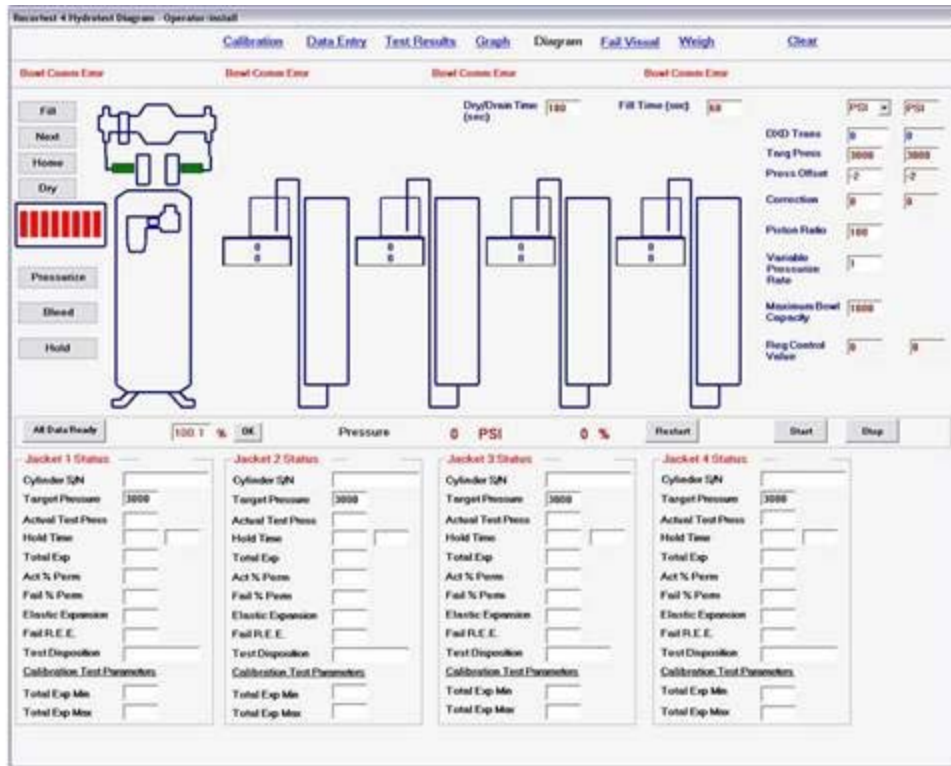 Recertest 4 Hydrotest Diagram - Operator:install
Calibration Data Entry Test Results Graph Diagram Fail Visual Weigh Clear
Bowl Comm Error Bowl Comm Error Bowl Comm Error Bowl Comm Error
Fill
Next
Home
Dry
Pressurize
Bleed
Hold
Dry/Drain Time (sec) 180 Fill Time (sec) 60
PSI PSI
DXD Trans 0 0
Targ Press 3000 3000
Press Offset -2 -2
Correction 0 0
Piston Ratio 100
Variable
Pressurize
Rate
1
Maximum Bowl
Capacity
1000
Reg Control
Value
0 0
0 0 0 0
0 0 0 0
All Data Ready 100.1 % OK Pressure 0 PSI 0 % Restart Start Stop
Jacket 1 Status
Cylinder S/N
Target Pressure 3000
Actual Test Press
Hold Time
Total Exp
Act % Perm
Fail % Perm
Elastic Expansion
Fail R.E.E.
Test Disposition
Calibration Test Parameters
Total Exp Min
Total Exp Max
Jacket 2 Status
Cylinder S/N
Target Pressure 3000
Actual Test Press
Hold Time
Total Exp
Act % Perm
Fail % Perm
Elastic Expansion
Fail R.E.E.
Test Disposition
Calibration Test Parameters
Total Exp Min
Total Exp Max
Jacket 3 Status
Cylinder S/N
Target Pressure 3000
Actual Test Press
Hold Time
Total Exp
Act % Perm
Fail % Perm
Elastic Expansion
Fail R.E.E.
Test Disposition
Calibration Test Parameters
Total Exp Min
Total Exp Max
Jacket 4 Status
Cylinder S/N
Target Pressure 3000
Actual Test Press
Hold Time
Total Exp
Act % Perm
Fail % Perm
Elastic Expansion
Fail R.E.E.
Test Disposition
Calibration Test Parameters
Total Exp Min
Total Exp Max